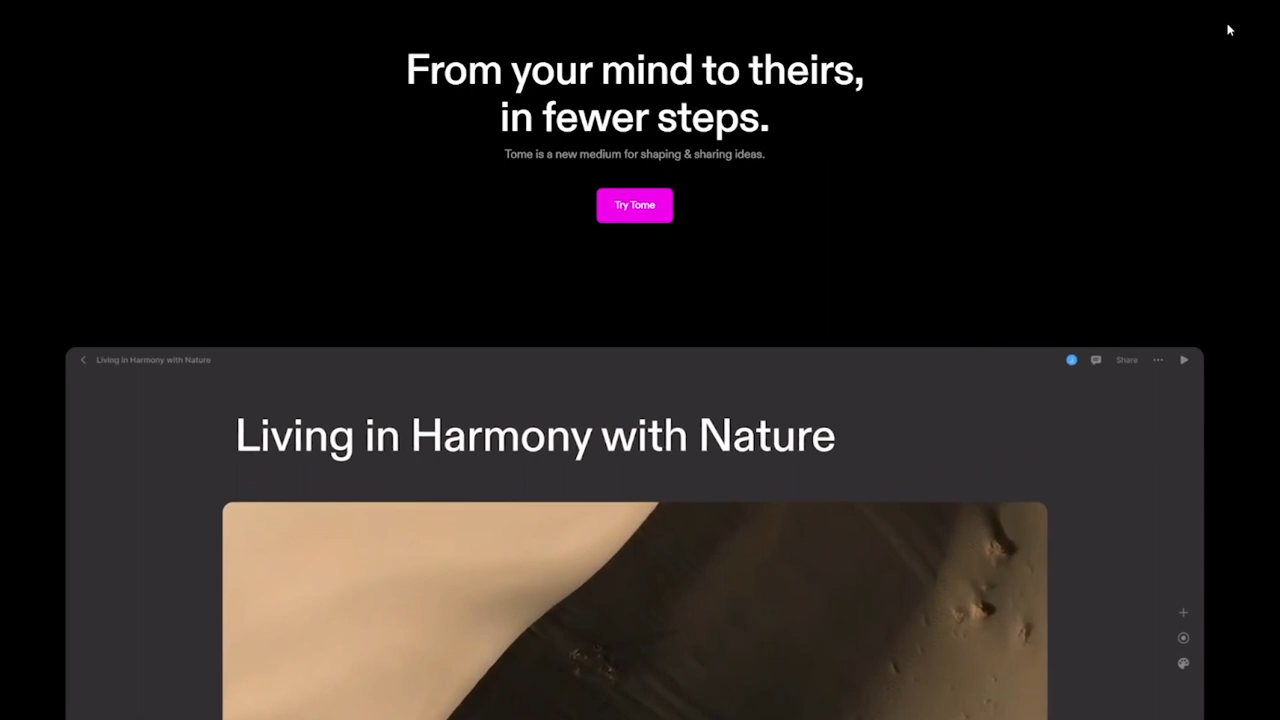 From your mind to theirs,
in fewer steps.
Tome is a new medium for shaping & sharing ideas.
Try Tome
Living in Harmony with Nature
Share
Living in Harmony with Nature